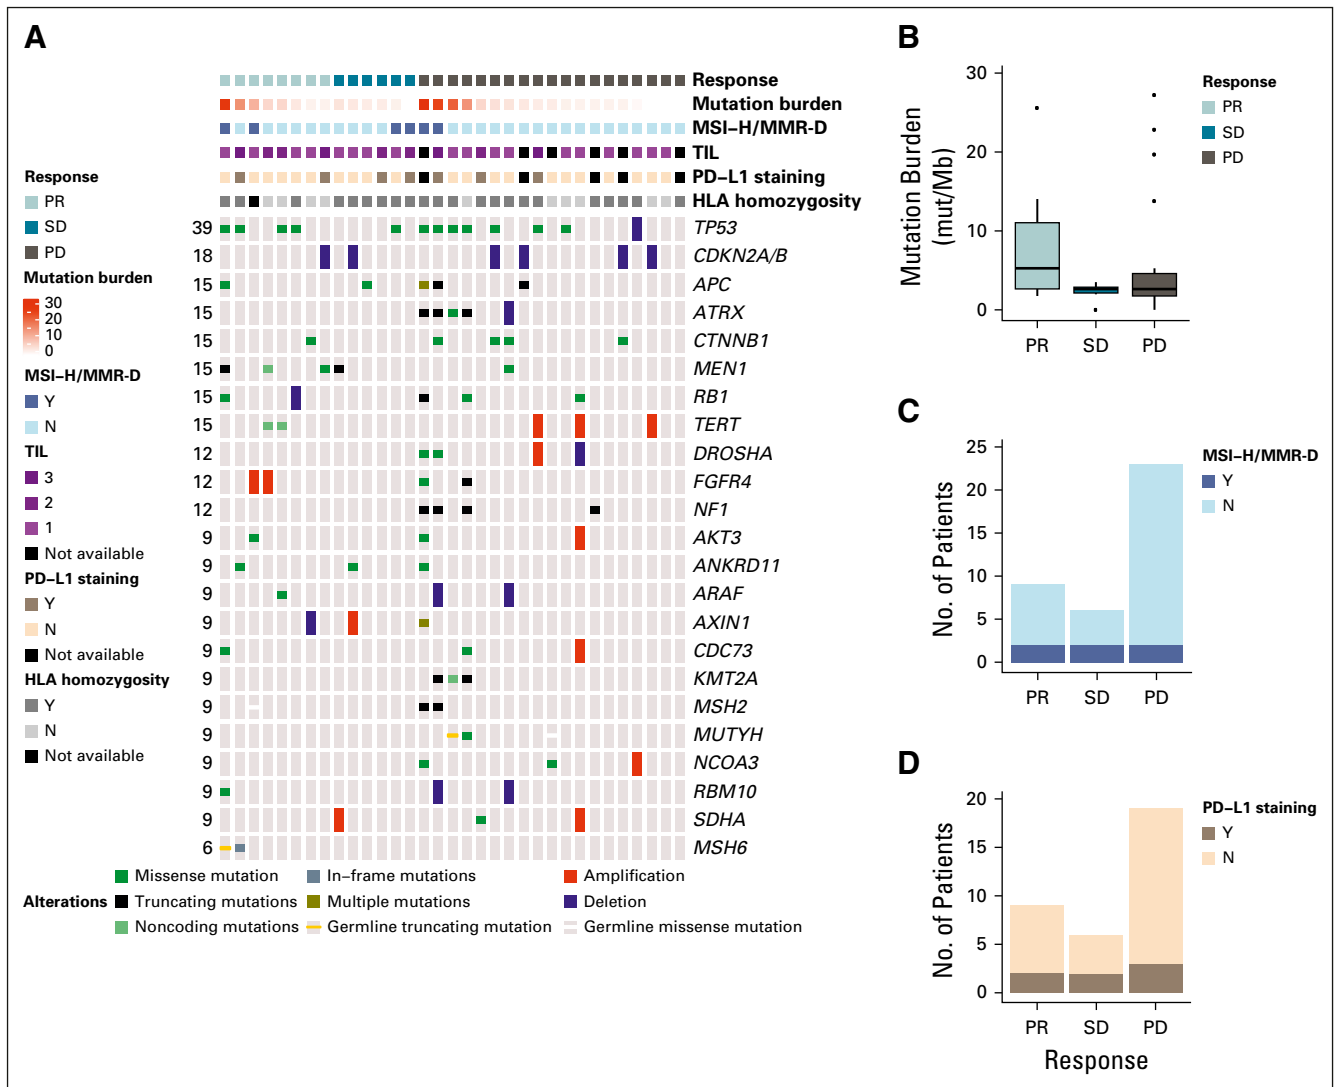 A
Response
Mutation burden
MSI–H/MMR–D
TIL
PD–L1 staining
HLA homozygosity
39 TP53
18 CDKN2A/B
15 APC
15 ATRX
15 CTNNB1
15 MEN1
15 RB1
15 TERT
12 DROSHA
12 FGFR4
12 NF1
9 AKT3
9 ANKRD11
9 ARAF
9 AXIN1
9 CDC73
9 KMT2A
9 MSH2
9 MUTYH
9 NCOA3
9 RBM10
9 SDHA
6 MSH6
Response
PR
SD
PD
Mutation burden
30
20
10
0
MSI–H/MMR–D
Y
N
TIL
3
2
1
Not available
PD–L1 staining
Y
N
Not available
HLA homozygosity
Y
N
Not available
Alterations
Missense mutation
In–frame mutations
Amplification
Truncating mutations
Multiple mutations
Deletion
Noncoding mutations
Germline truncating mutation
Germline missense mutation
B
Mutation Burden
(mut/Mb)
30
20
10
0
PR SD PD
Response
PR
SD
PD
C
No. of Patients
25
20
15
10
5
0
PR SD PD
MSI–H/MMR–D
Y
N
D
No. of Patients
20
15
10
5
0
PR SD PD
Response
PD–L1 staining
Y
N